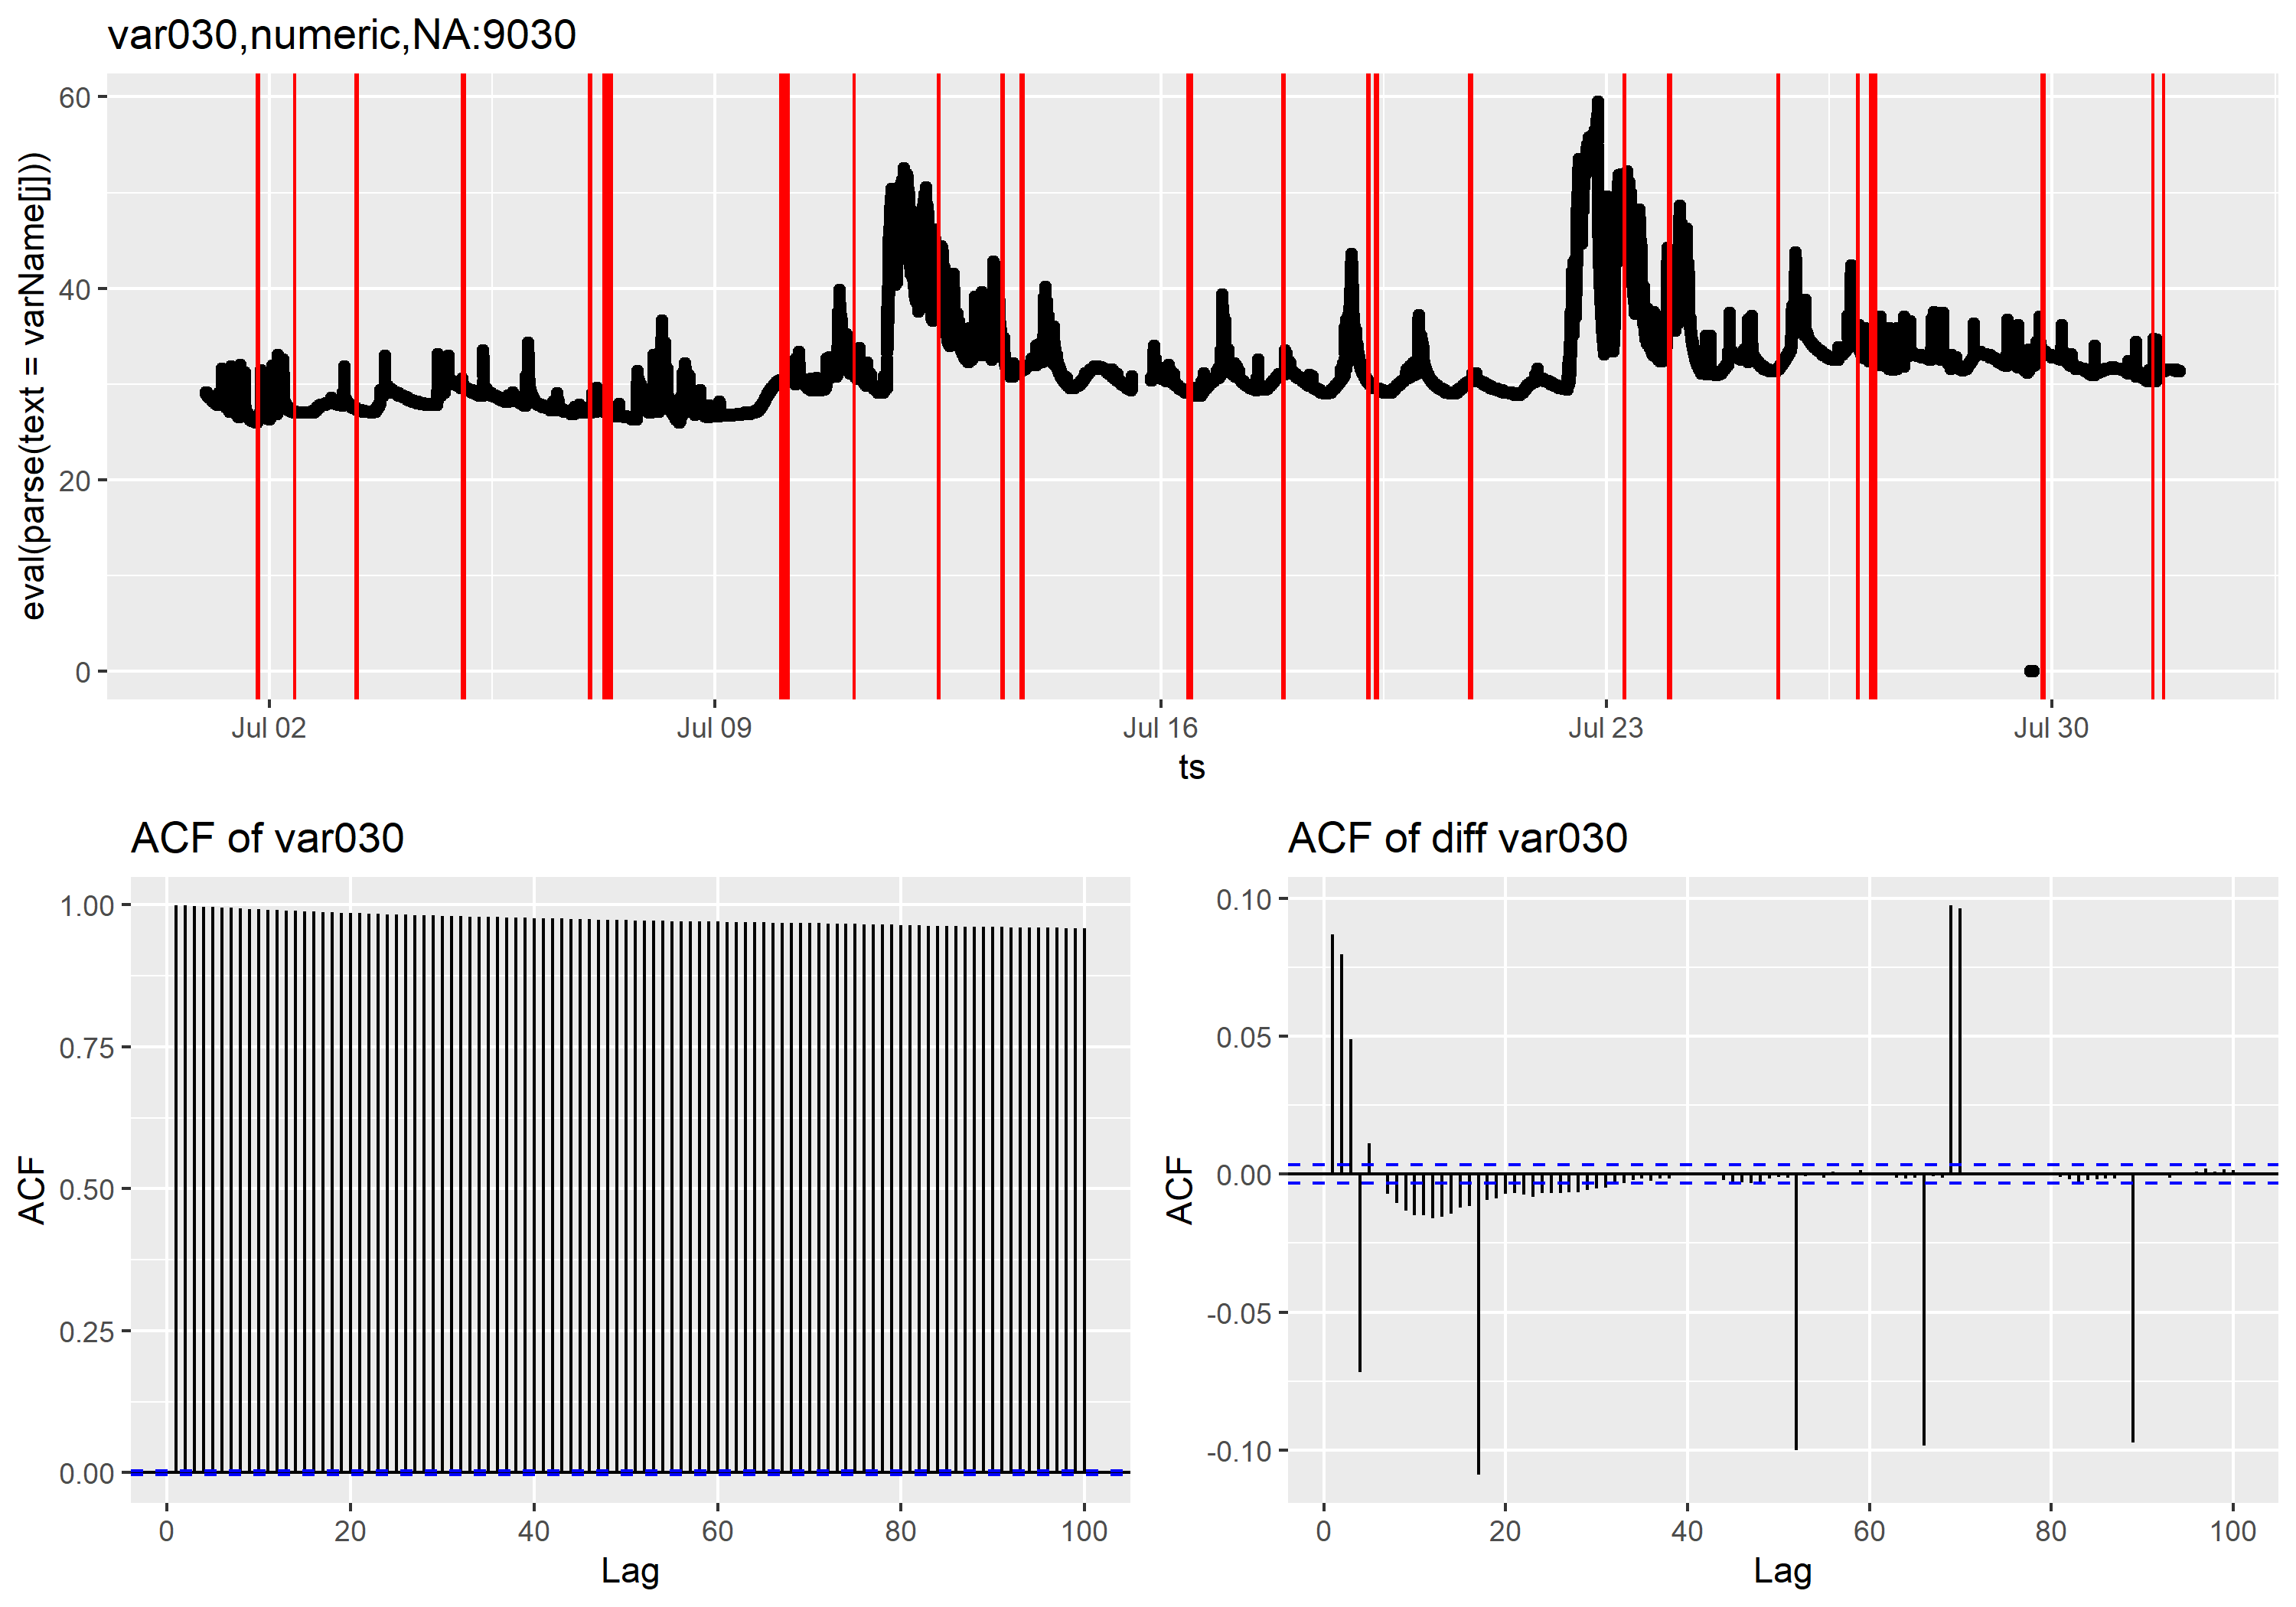 var030,numeric,NA:9030
eval(parse(text = varName[j]))
60
40
20
0
Jul 02 Jul 09 Jul 16 Jul 23 Jul 30
ts
ACF of var030
ACF
1.00
0.75
0.50
0.25
0.00
0 20 40 60 80 100
Lag
ACF of diff var030
ACF
0.10
0.05
0.00
-0.05
-0.10
0 20 40 60 80 100
Lag